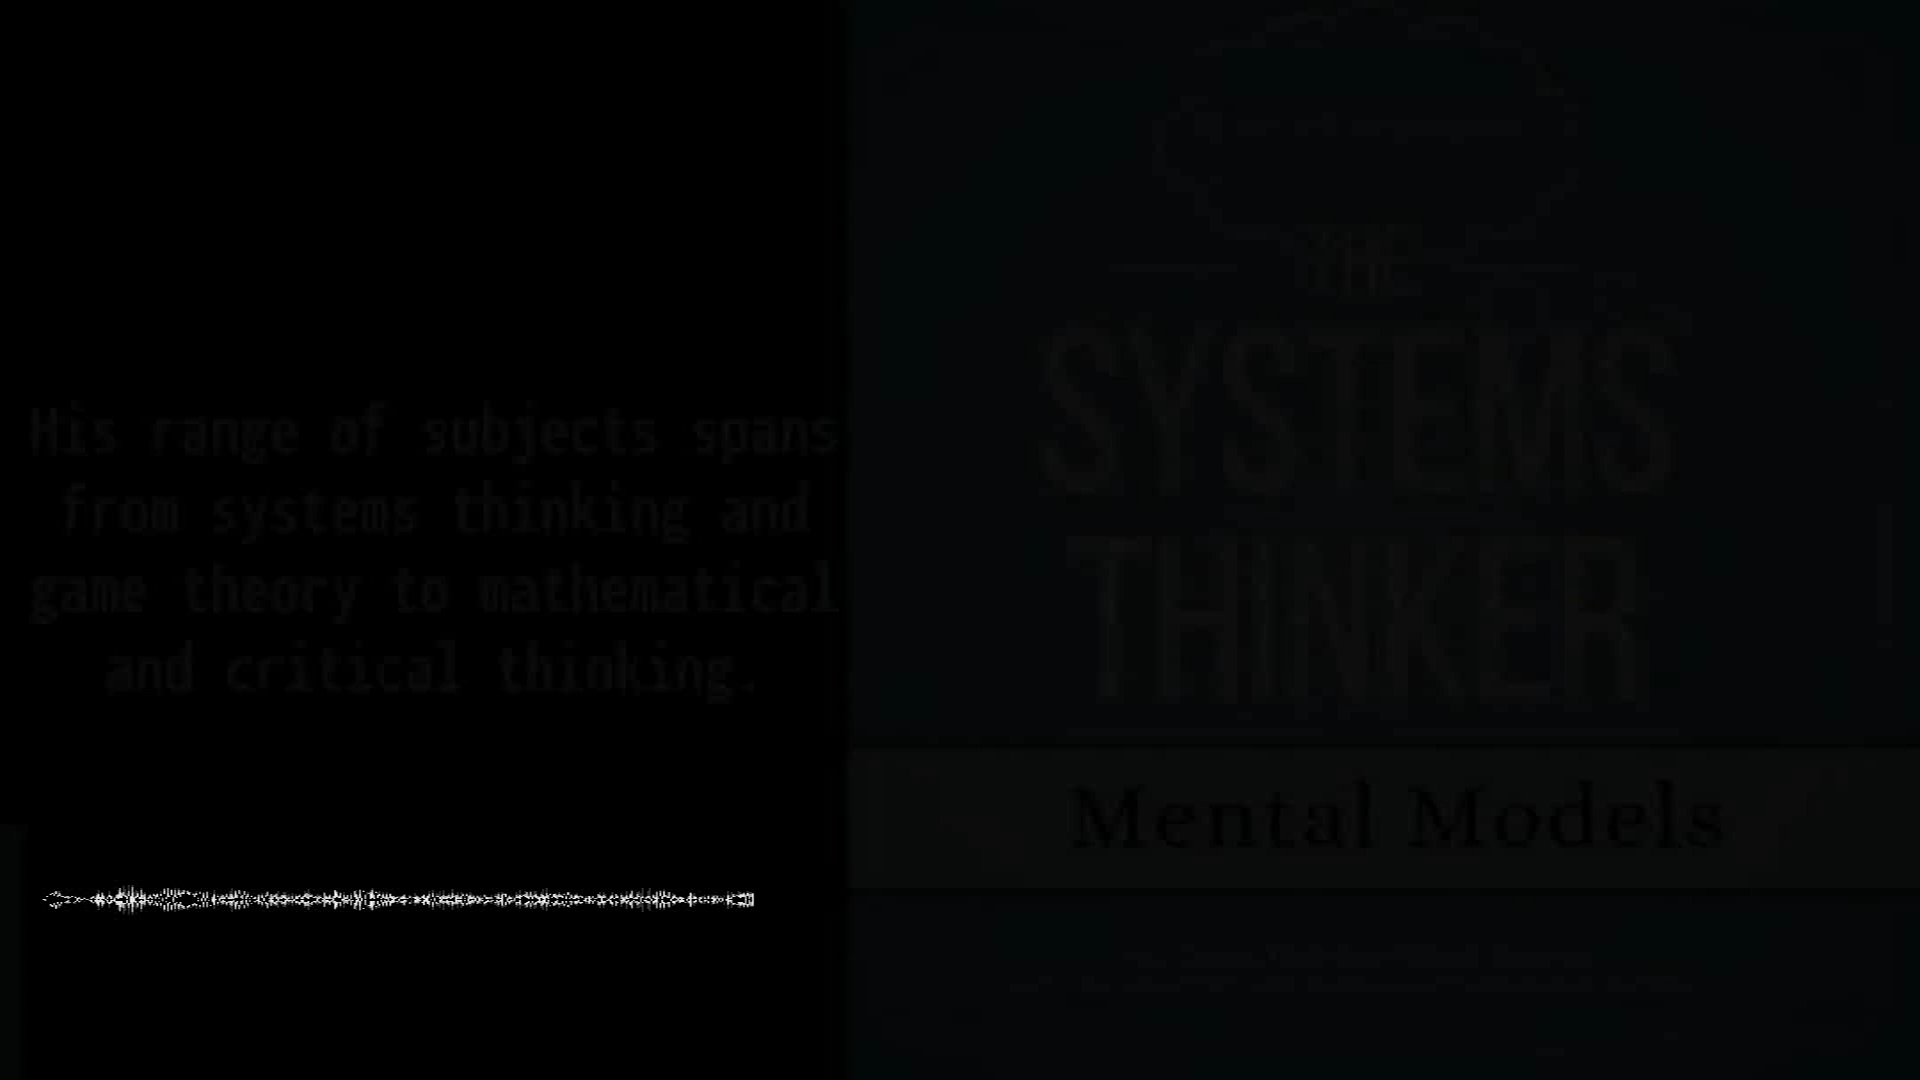 His range of subjects spans
from systems thinking and
game theory to mathematical
and critical thinking.
THE
SYSTEMS
THINKER
Mental Models